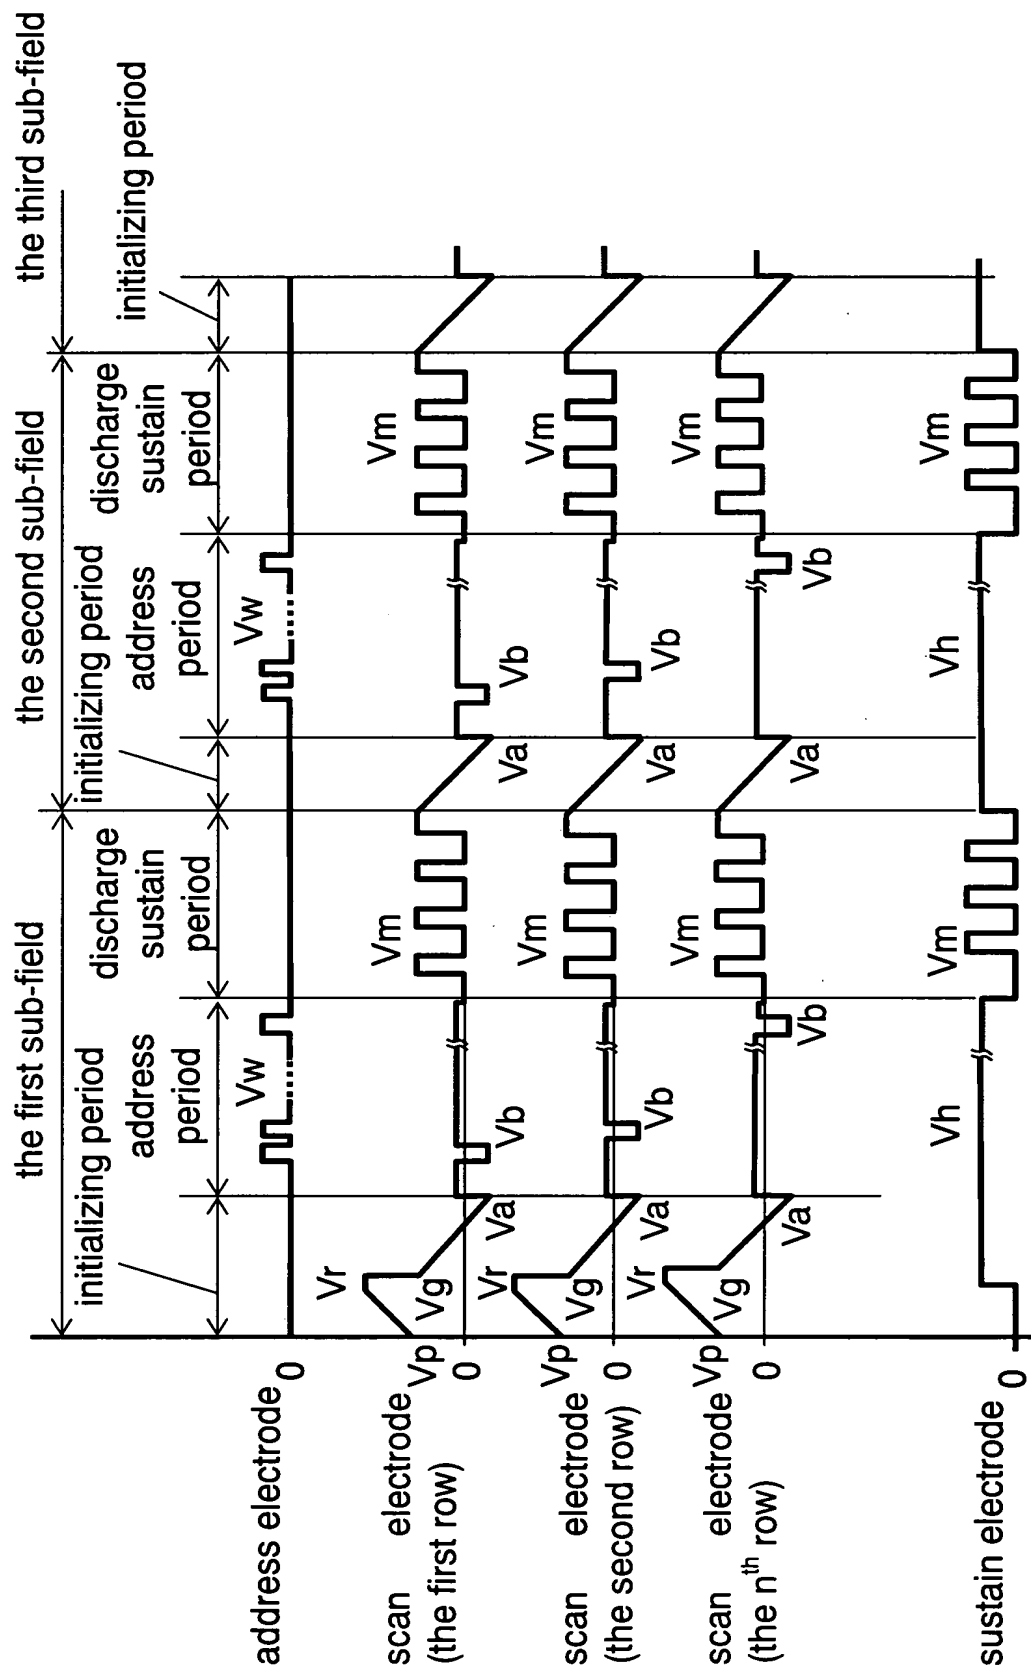 the first sub-field
the second sub-field
the third sub-field
initializing period
address
period
discharge
sustain
period
initializing period
address
period
discharge
sustain
period
initializing period
address electrode
0
Vw
Vw
scan electrode
(the first row)
Vp
0
Vr
Vg
Va
Vb
Vm
Va
Vb
Vm
scan electrode
(the second row)
Vp
0
Vr
Vg
Va
Vb
Vm
Va
Vb
Vm
scan electrode
(the nth row)
Vp
0
Vr
Vg
Va
Vb
Vm
Va
Vb
Vm
sustain electrode
0
Vh
Vm
Vh
Vm